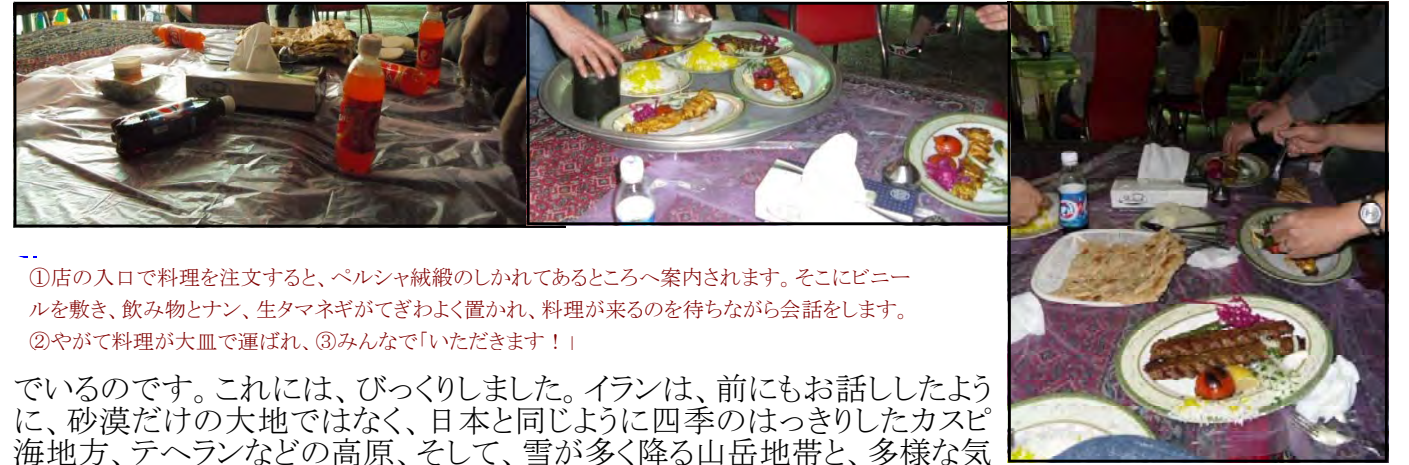 ①店の入口で料理を注文すると、ペルシャ絨緞のしかれてあるところへ案内されます。そこにビニー
ルを敷き、飲み物とナン、生タマネギがてぎわよく置かれ、料理が来るのを待ちながら会話をします。
②やがて料理が大皿で運ばれ、③みんなで「いただきます！」
でいるのです。これには、びっくりしました。イランは、前にもお話ししたよう
に、砂漠だけの大地ではなく、日本と同じように四季のはっきりしたカスピ
海地方、テヘランなどの高原、そして、雪が多く降る山岳地帯と、多様な気